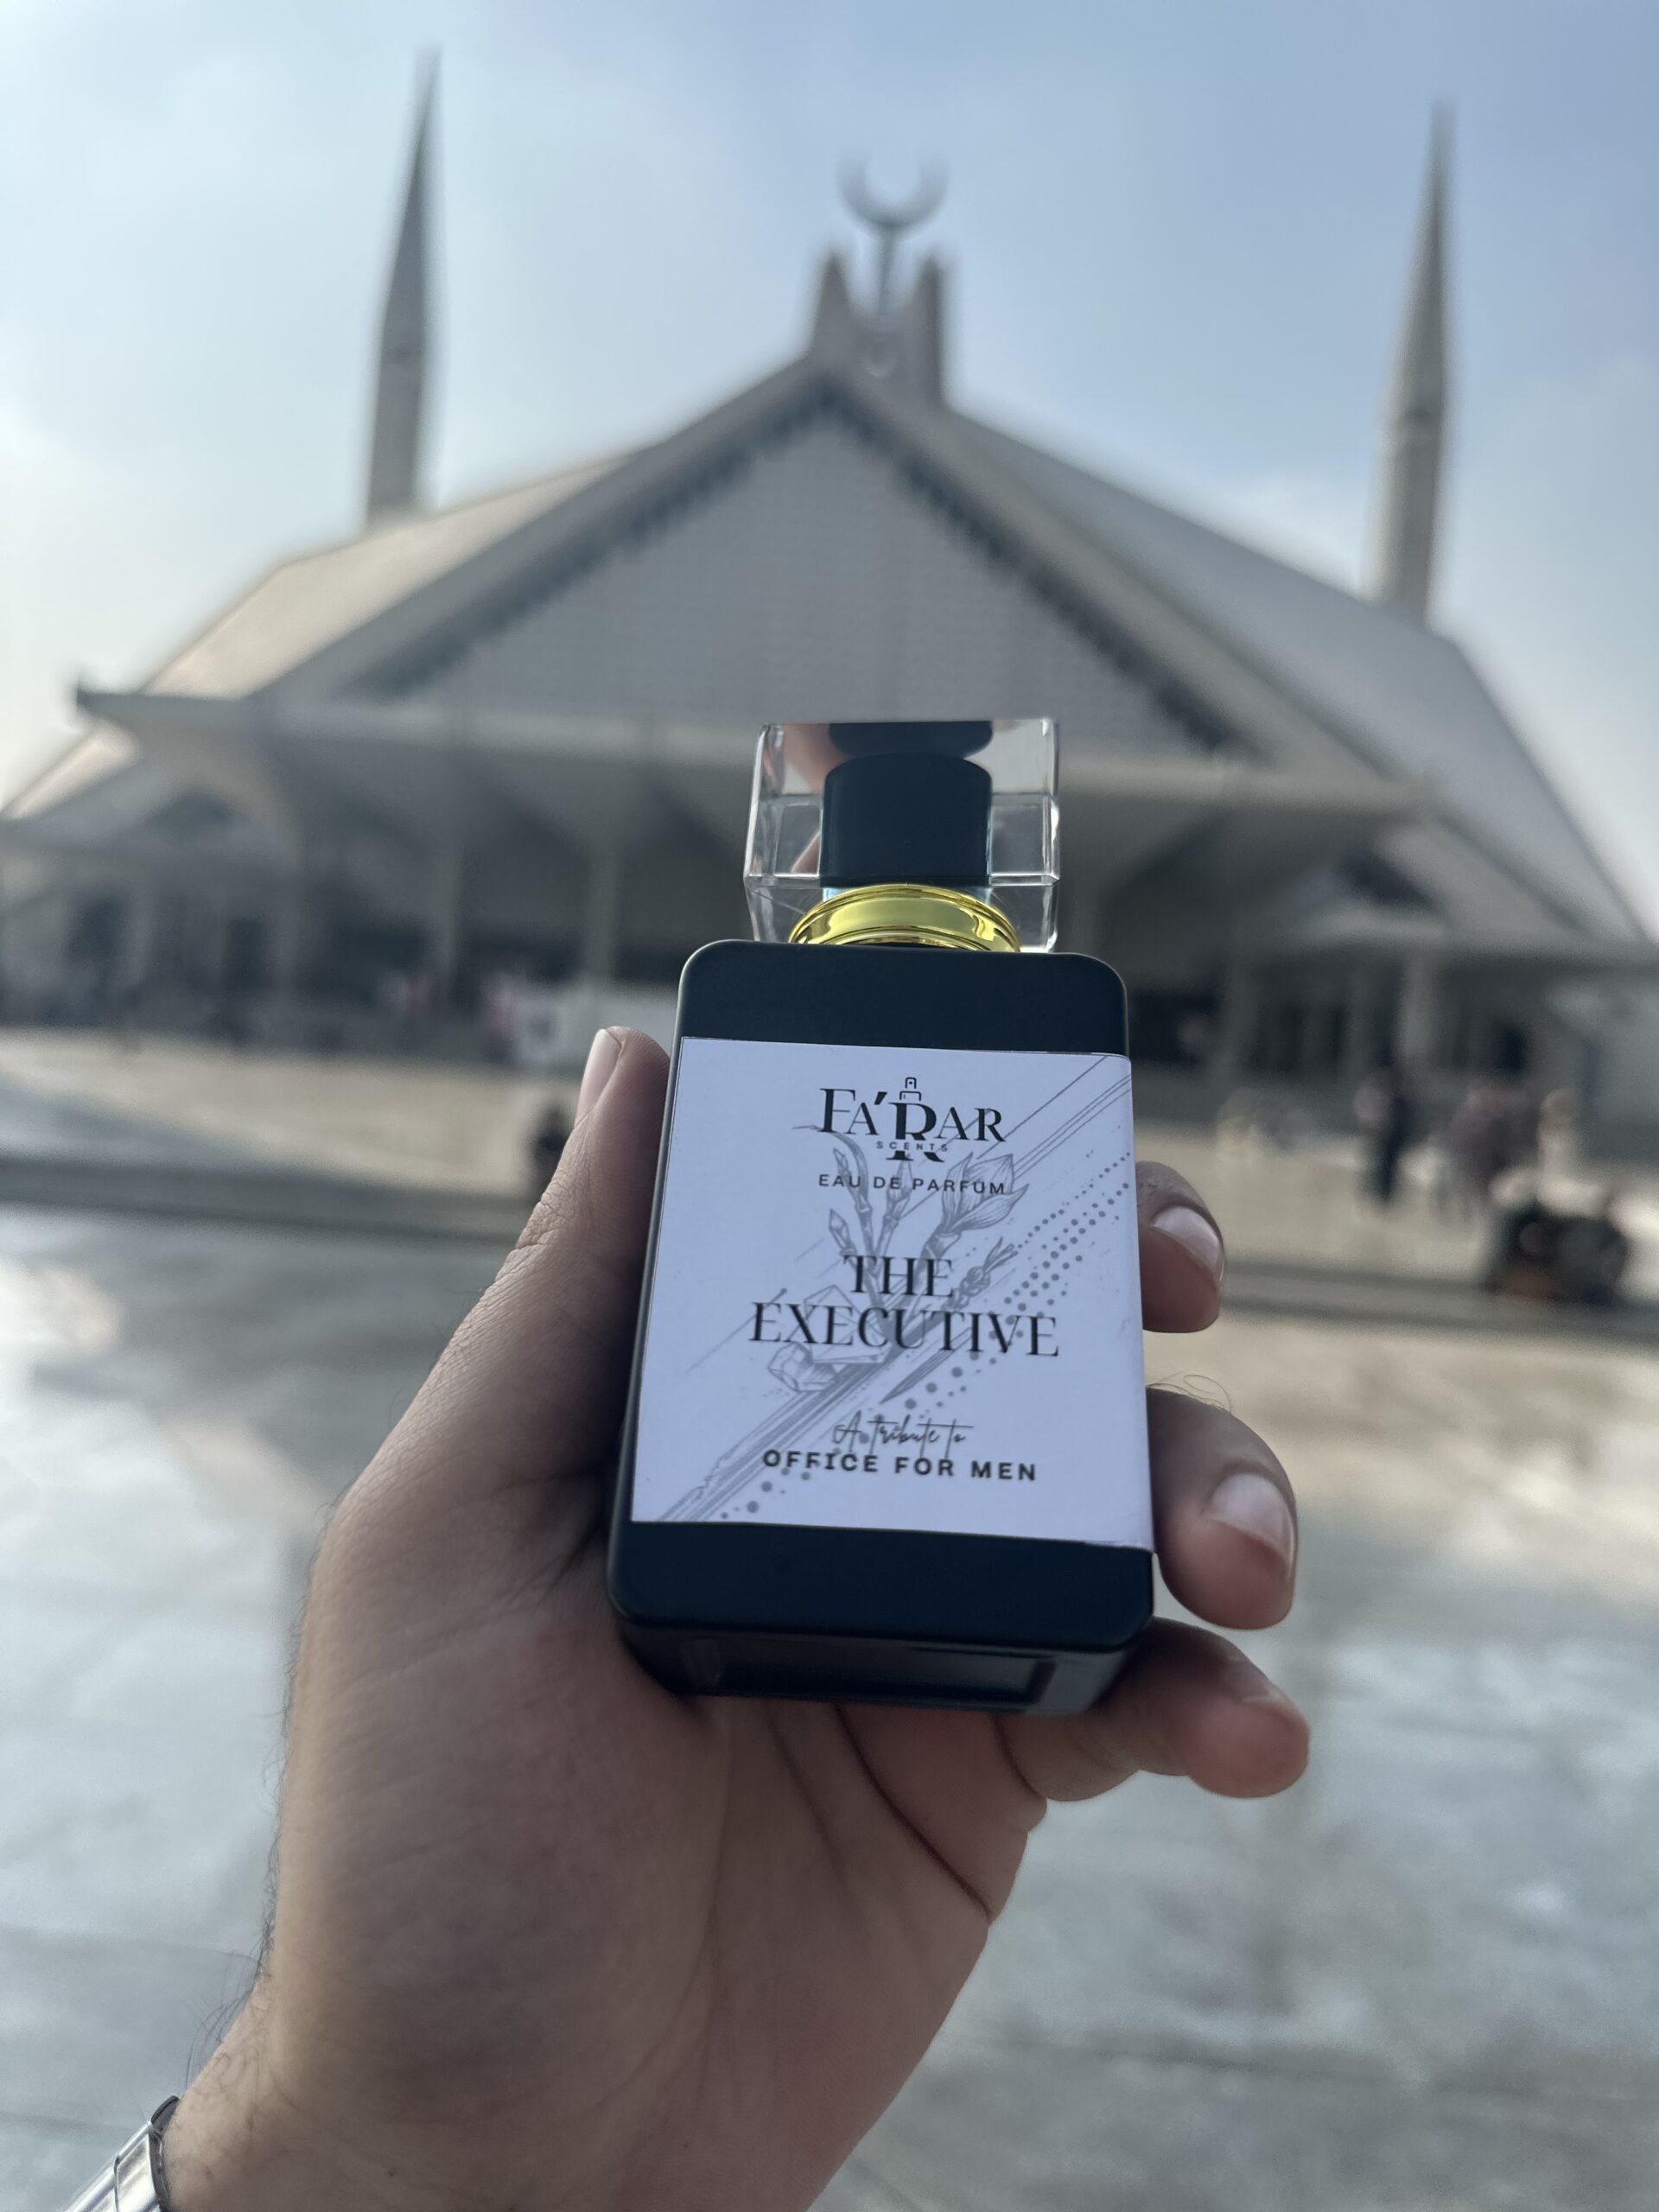 FA'RAR
SCENTS
EAU DE PARFUM
THE
EXECUTIVE
A tribute to
OFFICE FOR MEN